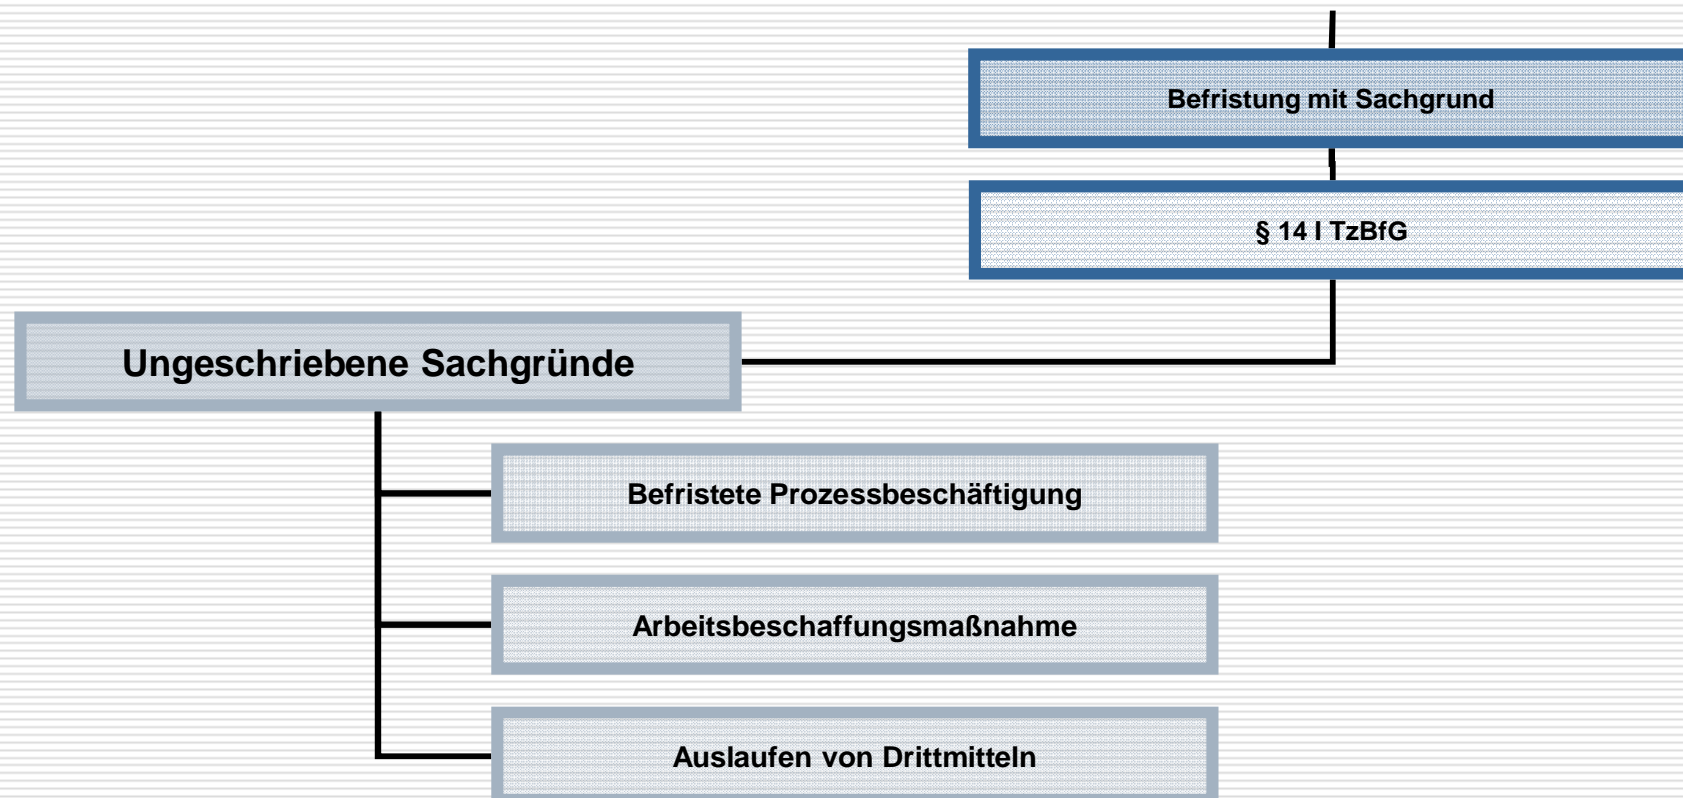 Befristung mit Sachgrund
§ 14 I TzBfG
Ungeschriebene Sachgründe
Befristete Prozessbeschäftigung
Arbeitsbeschaffungsmaßnahme
Auslaufen von Drittmitteln